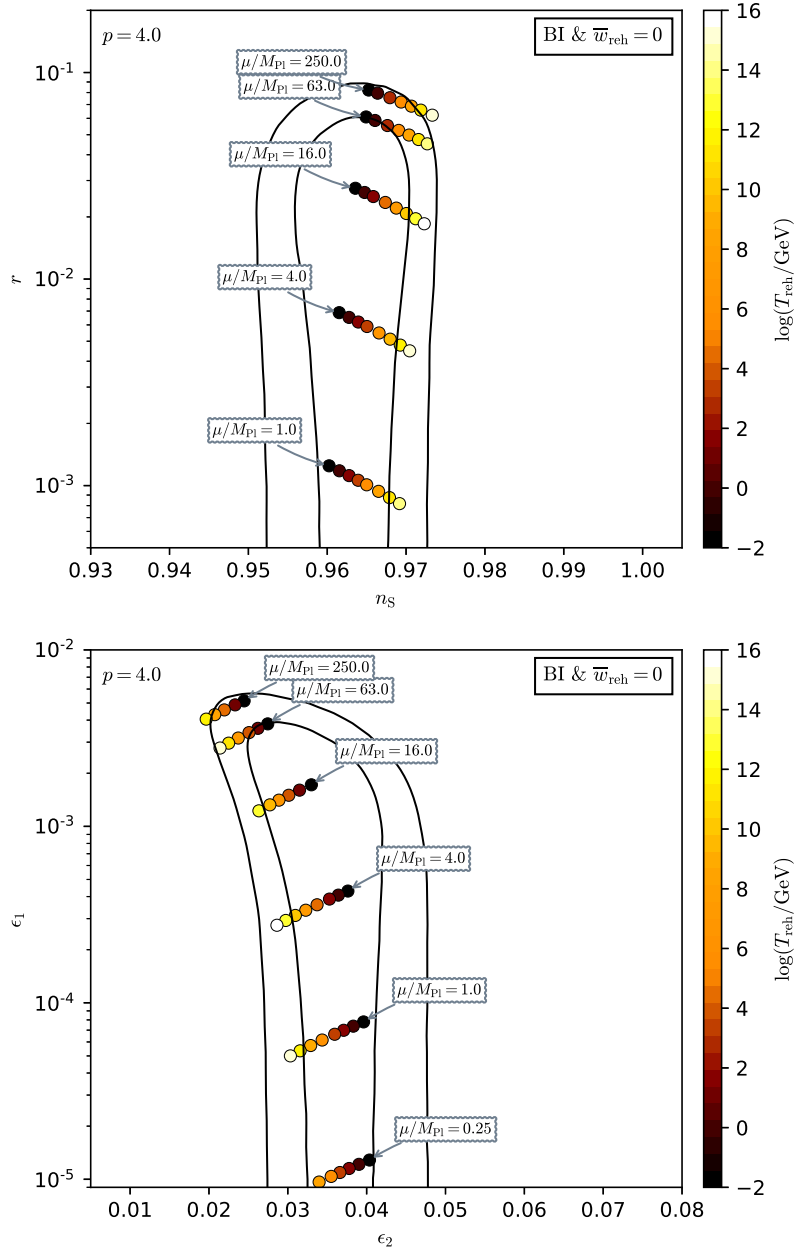 p = 4.0
BI & w̅_reh = 0
μ/M_Pl = 250.0
μ/M_Pl = 63.0
μ/M_Pl = 16.0
μ/M_Pl = 4.0
μ/M_Pl = 1.0
10^-1
10^-2
10^-3
r
0.93 0.94 0.95 0.96 0.97 0.98 0.99 1.00
n_S
16
14
12
10
8
6
4
2
0
−2
log(T_reh/GeV)
p = 4.0
BI & w̅_reh = 0
μ/M_Pl = 250.0
μ/M_Pl = 63.0
μ/M_Pl = 16.0
μ/M_Pl = 4.0
μ/M_Pl = 1.0
μ/M_Pl = 0.25
10^-2
10^-3
10^-4
10^-5
ϵ_1
0.01 0.02 0.03 0.04 0.05 0.06 0.07 0.08
ϵ_2
16
14
12
10
8
6
4
2
0
−2
log(T_reh/GeV)